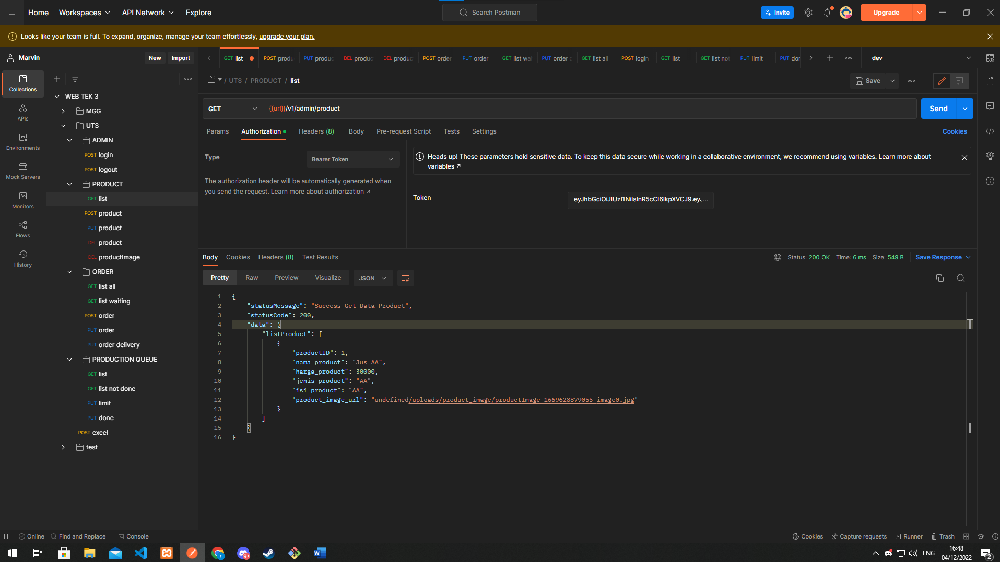 Home Workspaces API Network Explore Search Postman Invite Upgrade
Looks like your team is full. To expand, organize, manage your team effortlessly, upgrade your plan.
Marvin New Import GET list POST produ PUT produc DEL produc DEL produc POST order PUT order GET list wai PUT order d GET list all POST login GET list GET list not PUT limit PUT don dev
Collections
APIs
Environments
Mock Servers
Monitors
Flows
History
WEB TEK 3
MGG
UTS
ADMIN
POST login
POST logout
PRODUCT
GET list
POST product
PUT product
DEL product
DEL productImage
ORDER
GET list all
GET list waiting
POST order
PUT order
PUT order delivery
PRODUCTION QUEUE
GET list
GET list not done
PUT limit
PUT done
POST excel
test
/ UTS / PRODUCT / list Save
GET {{url}}/v1/admin/product Send
Params Authorization Headers (8) Body Pre-request Script Tests Settings Cookies
Type Bearer Token
The authorization header will be automatically generated when
you send the request. Learn more about authorization ↗
Heads up! These parameters hold sensitive data. To keep this data secure while working in a collaborative environment, we recommend using variables. Learn more about
variables ↗
Token eyJhbGciOiJIUzI1NiIsInR5cCI6IkpXVCJ9.eyJ...
Body Cookies Headers (8) Test Results Status: 200 OK Time: 6 ms Size: 549 B Save Response
Pretty Raw Preview Visualize JSON
1 {
2 "statusMessage": "Success Get Data Product",
3 "statusCode": 200,
4 "data": {
5 "listProduct": [
6 {
7 "productID": 1,
8 "nama_product": "Jus AA",
9 "harga_product": 30000,
10 "jenis_product": "AA",
11 "isi_product": "AA",
12 "product_image_url": "undefined/uploads/product_image/productImage-1669628879055-image0.jpg"
13 }
14 ]
15 }
16 }
Online Find and Replace Console Cookies Capture requests Runner Trash
9+ W ENG 16:48
04/12/2022 2